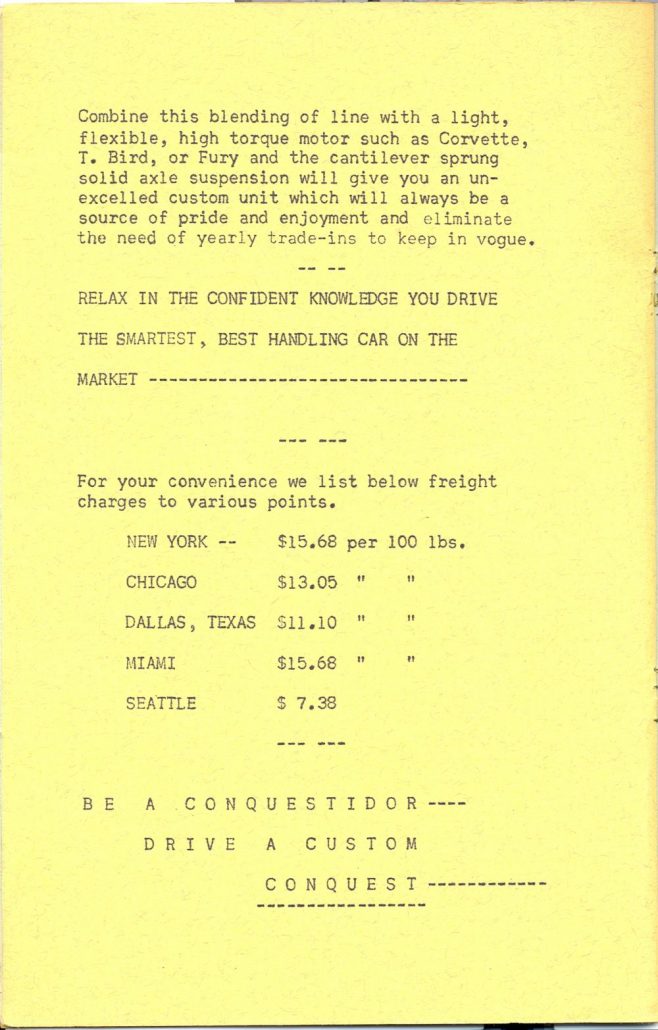 Combine this blending of line with a light,
flexible, high torque motor such as Corvette,
T. Bird, or Fury and the cantilever sprung
solid axle suspension will give you an un-
excelled custom unit which will always be a
source of pride and enjoyment and eliminate
the need of yearly trade-ins to keep in vogue.
-- --
RELAX IN THE CONFIDENT KNOWLEDGE YOU DRIVE
THE SMARTEST, BEST HANDLING CAR ON THE
MARKET --------------------------------
--- ---
For your convenience we list below freight
charges to various points.
NEW YORK -- $15.68 per 100 lbs.
CHICAGO $13.05 " "
DALLAS, TEXAS $11.10 " "
MIAMI $15.68 " "
SEATTLE $ 7.38
--- ---
B E A C O N Q U E S T I D O R ----
D R I V E A C U S T O M
C O N Q U E S T ------------
-----------------